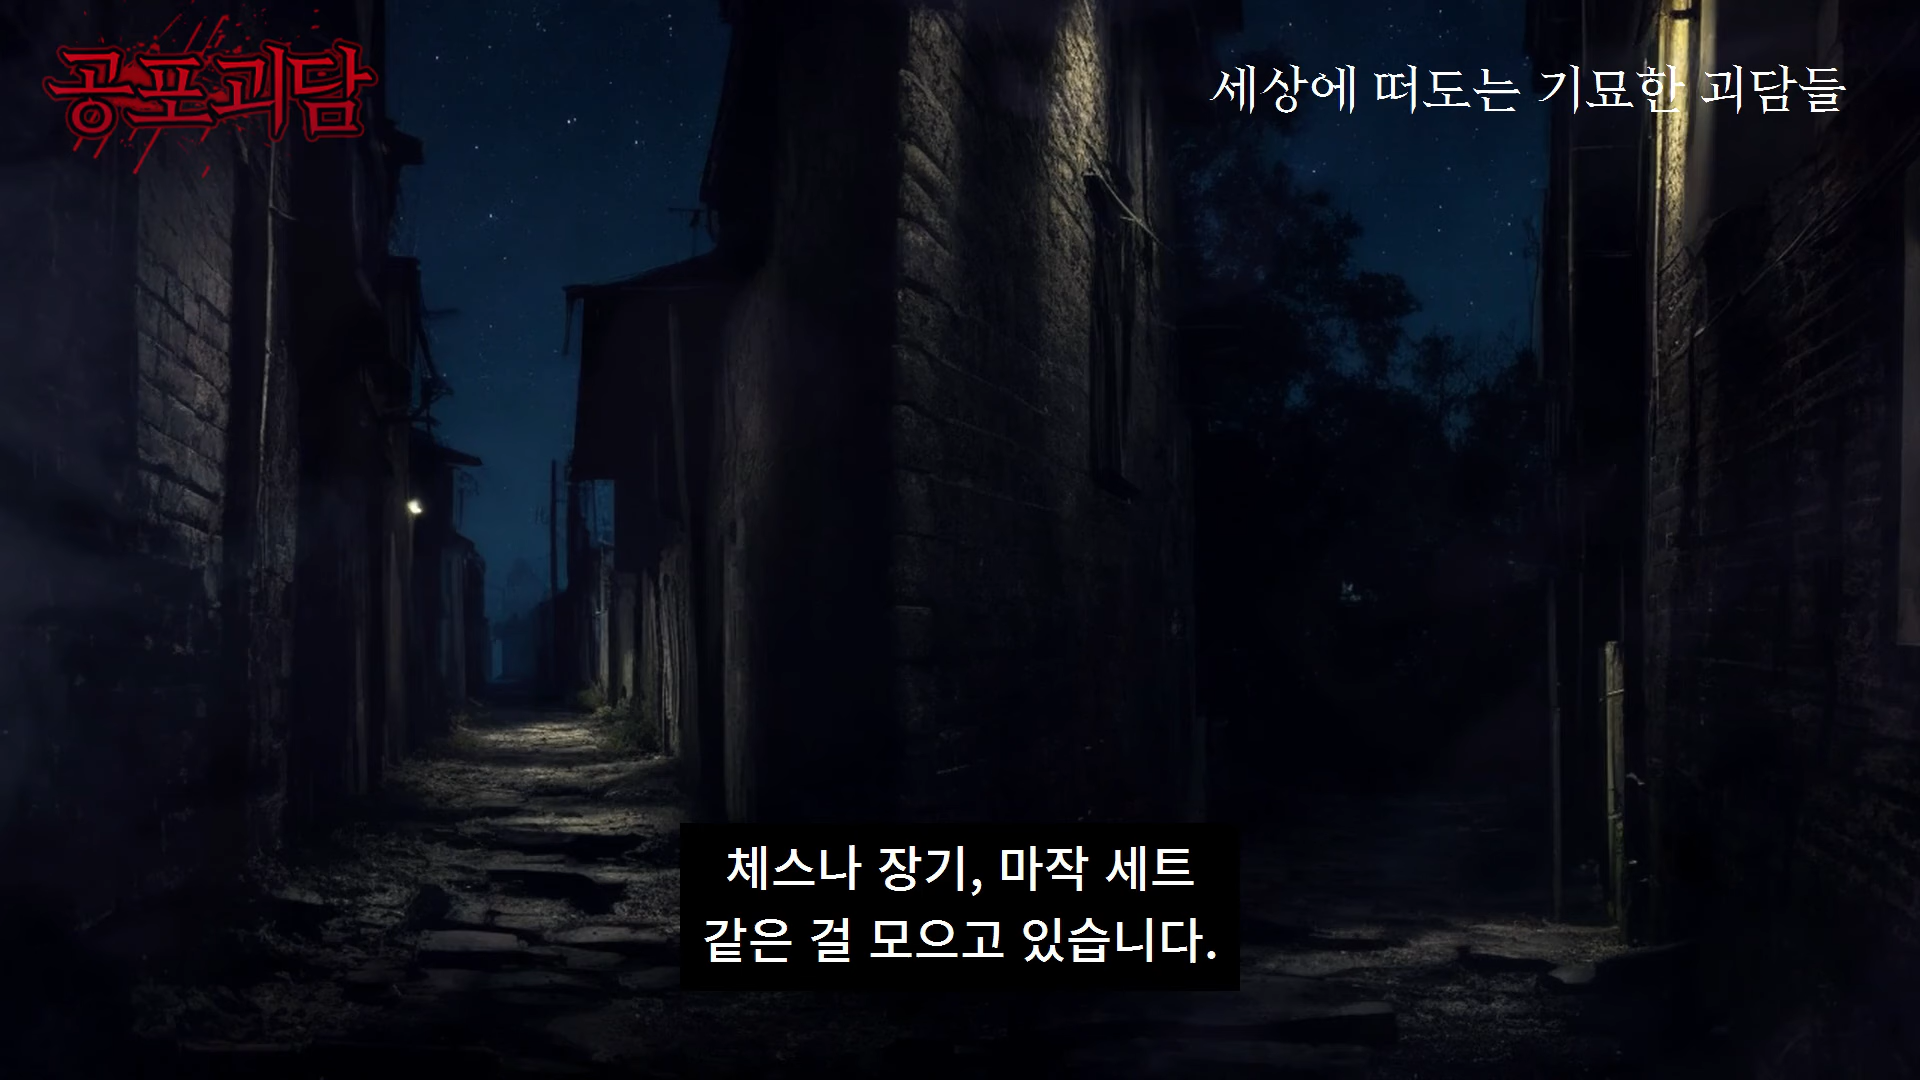 공포괴담
세상에 떠도는 기묘한 괴담들
체스나 장기, 마작 세트
같은 걸 모으고 있습니다.